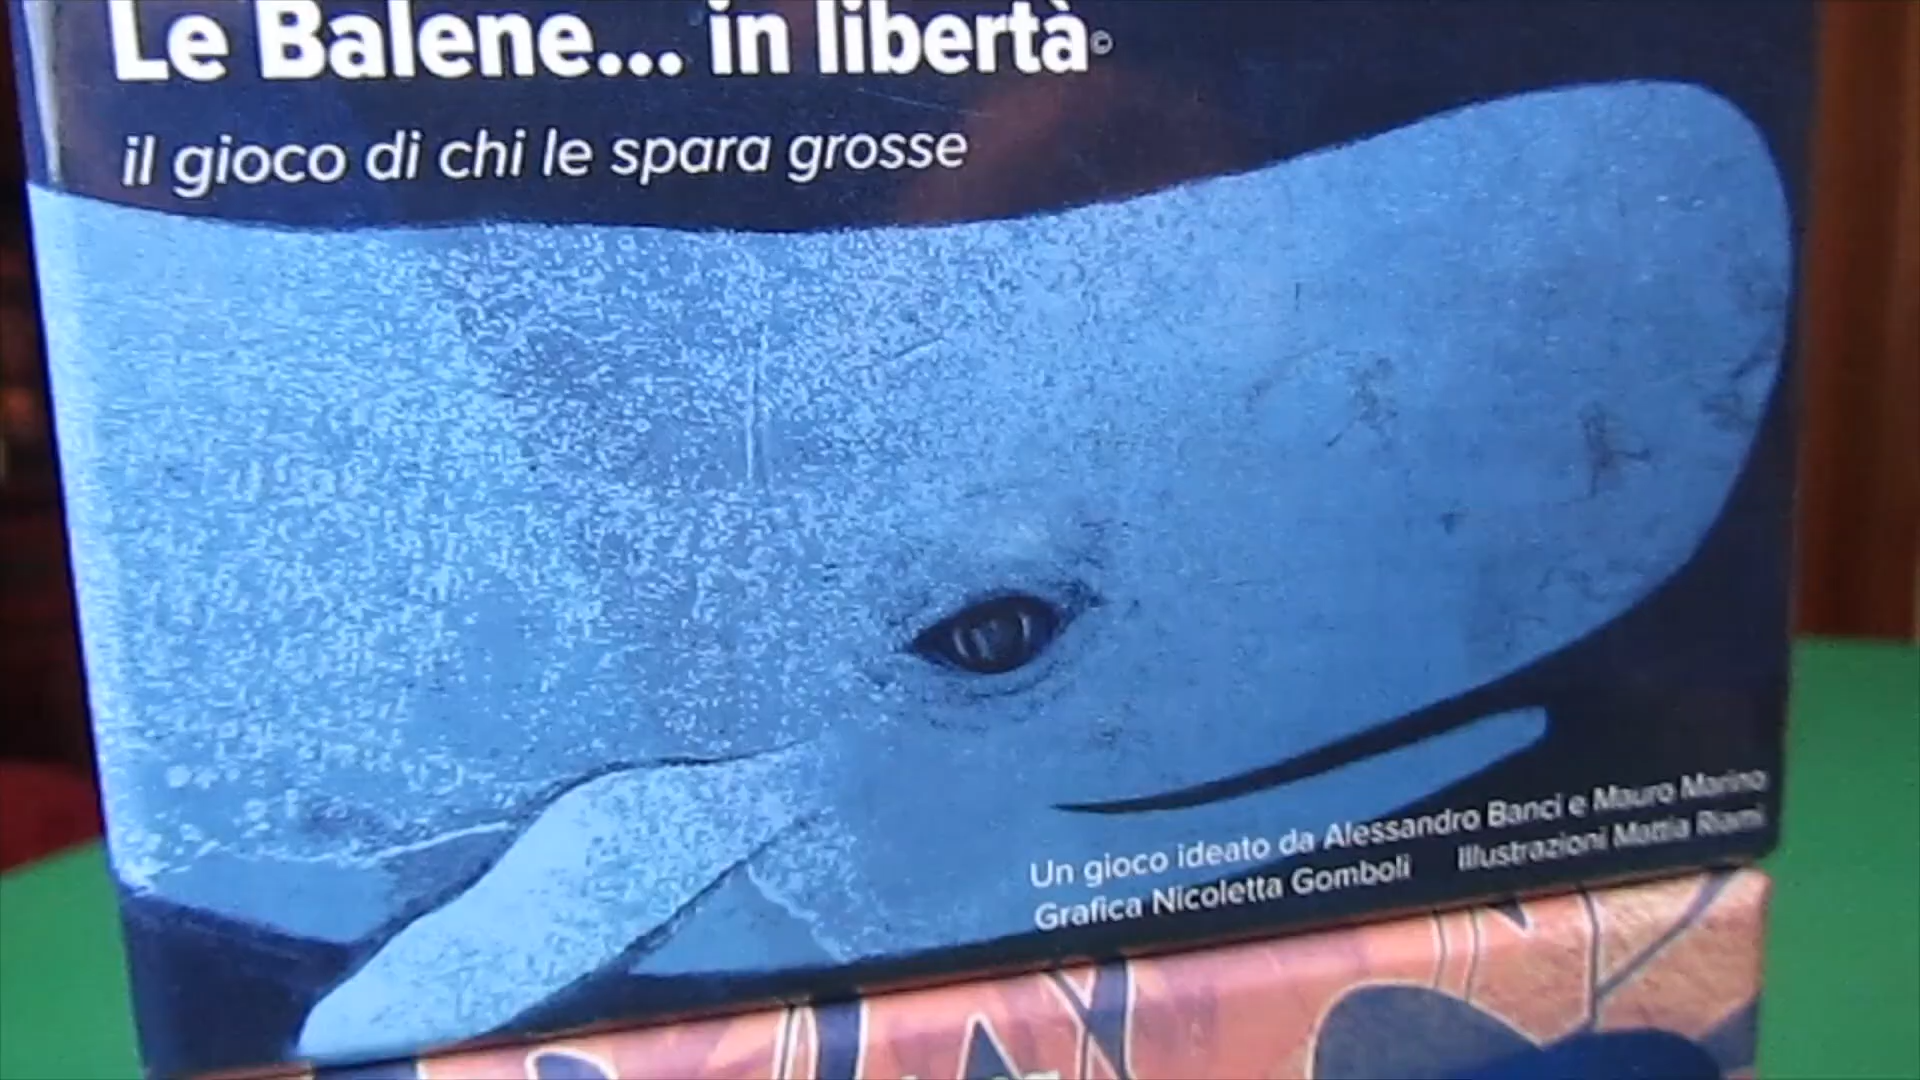 Le Balene... in libertà©
il gioco di chi le spara grosse
Un gioco ideato da Alessandro Banci e Mauro Marino
Grafica Nicoletta Gomboli Illustrazioni Mattia Riami